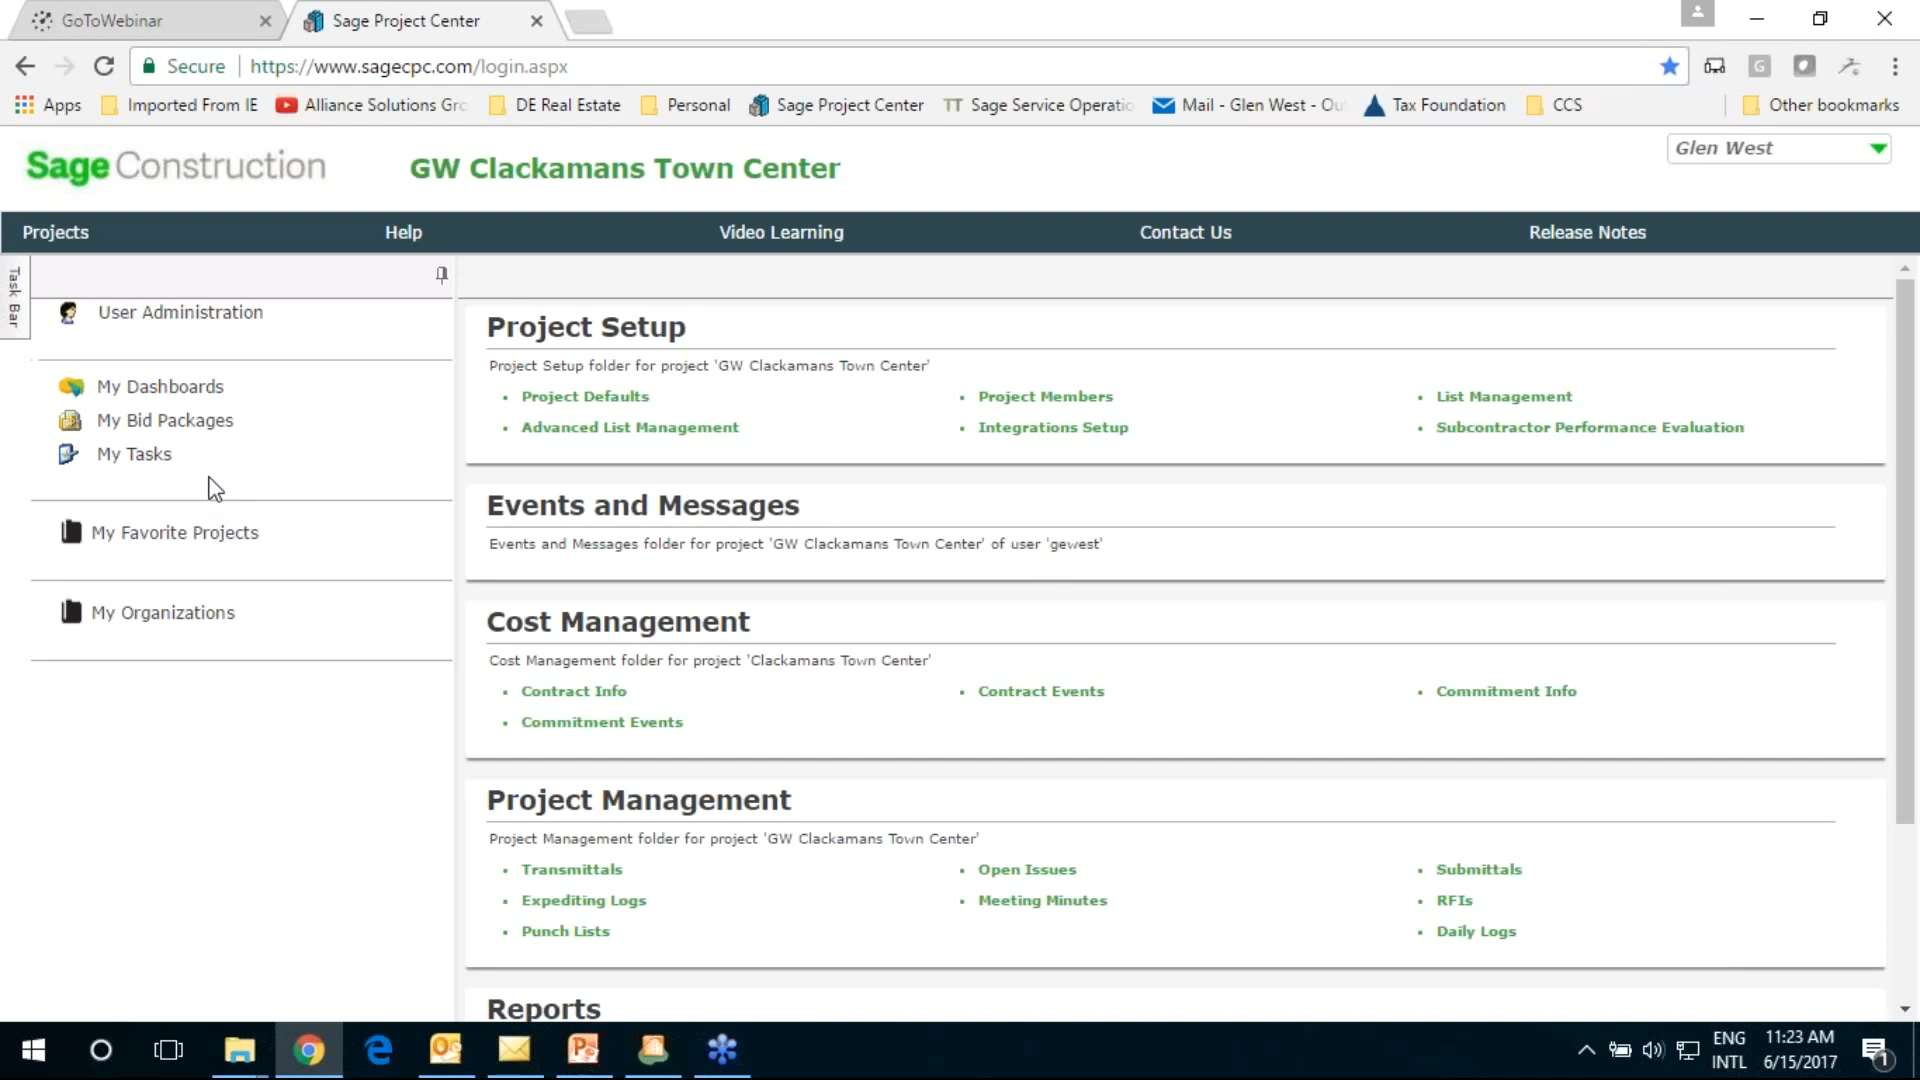 GoToWebinar
Sage Project Center
Secure
https://www.sagecpc.com/login.aspx
Apps
Imported From IE
Alliance Solutions Gr
DE Real Estate
Personal
Sage Project Center
TT Sage Service Operatio
Mail - Glen West - Ou
Tax Foundation
CCS
Other bookmarks
Sage Construction
GW Clackamans Town Center
Glen West
Projects
Help
Video Learning
Contact Us
Release Notes
Task Bar
User Administration
My Dashboards
My Bid Packages
My Tasks
My Favorite Projects
My Organizations
Project Setup
Project Setup folder for project 'GW Clackamans Town Center'
Project Defaults
Project Members
List Management
Advanced List Management
Integrations Setup
Subcontractor Performance Evaluation
Events and Messages
Events and Messages folder for project 'GW Clackamans Town Center' of user 'gewest'
Cost Management
Cost Management folder for project 'Clackamans Town Center'
Contract Info
Contract Events
Commitment Info
Commitment Events
Project Management
Project Management folder for project 'GW Clackamans Town Center'
Transmittals
Open Issues
Submittals
Expediting Logs
Meeting Minutes
RFIs
Punch Lists
Daily Logs
Reports
ENG
INTL
11:23 AM
6/15/2017
1